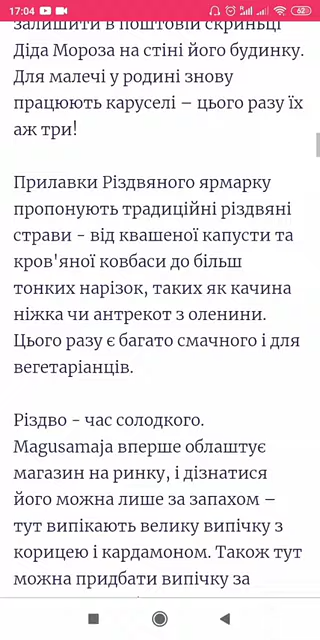 17:04
62
залишити в поштовій скриньці
Діда Мороза на стіні його будинку.
Для малечі у родині знову
працюють каруселі – цього разу їх
аж три!
Прилавки Різдвяного ярмарку
пропонують традиційні різдвяні
страви - від квашеної капусти та
кров'яної ковбаси до більш
тонких нарізок, таких як качина
ніжка чи антрекот з оленини.
Цього разу є багато смачного і для
вегетаріанців.
Різдво - час солодкого.
Magusamaja вперше облаштує
магазин на ринку, і дізнатися
його можна лише за запахом –
тут випікають велику випічку з
корицею і кардамоном. Також тут
можна придбати випічку за